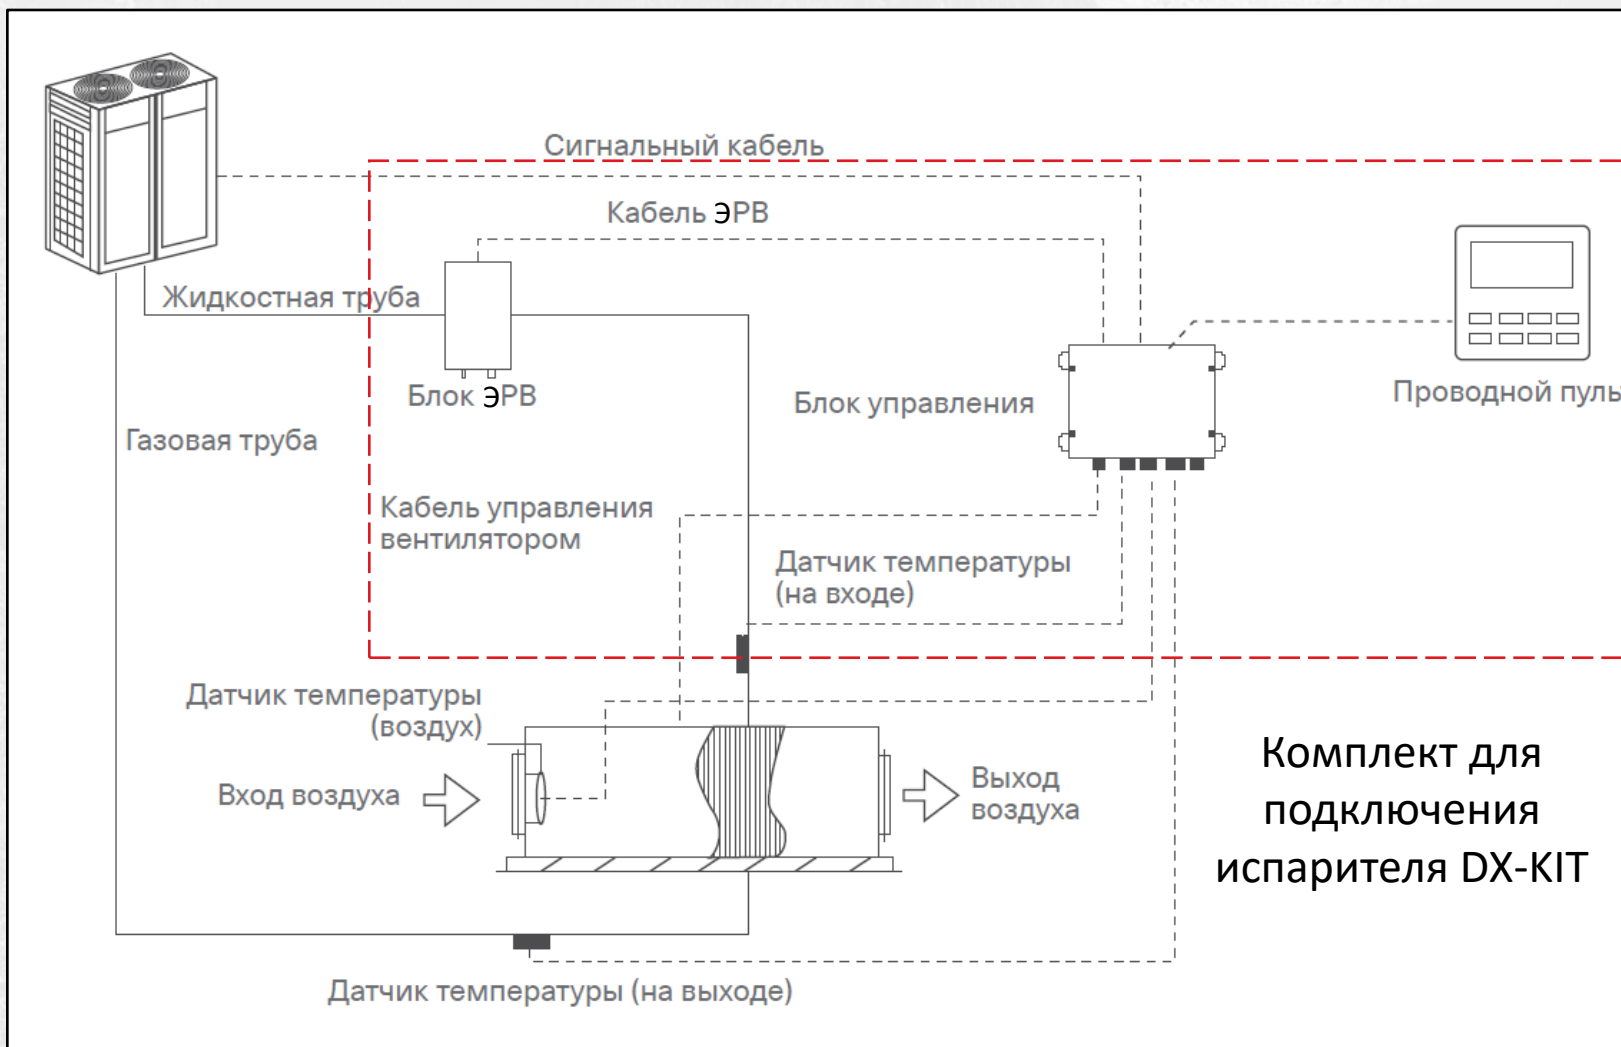 Сигнальный кабель
Кабель ЭРВ
Жидкостная труба
Блок ЭРВ
Блок управления
Проводной пуль
Газовая труба
Кабель управления
вентилятором
Датчик температуры
(на входе)
Датчик температуры
(воздух)
Вход воздуха
Выход
воздуха
Комплект для
подключения
испарителя DX-KIT
Датчик температуры (на выходе)